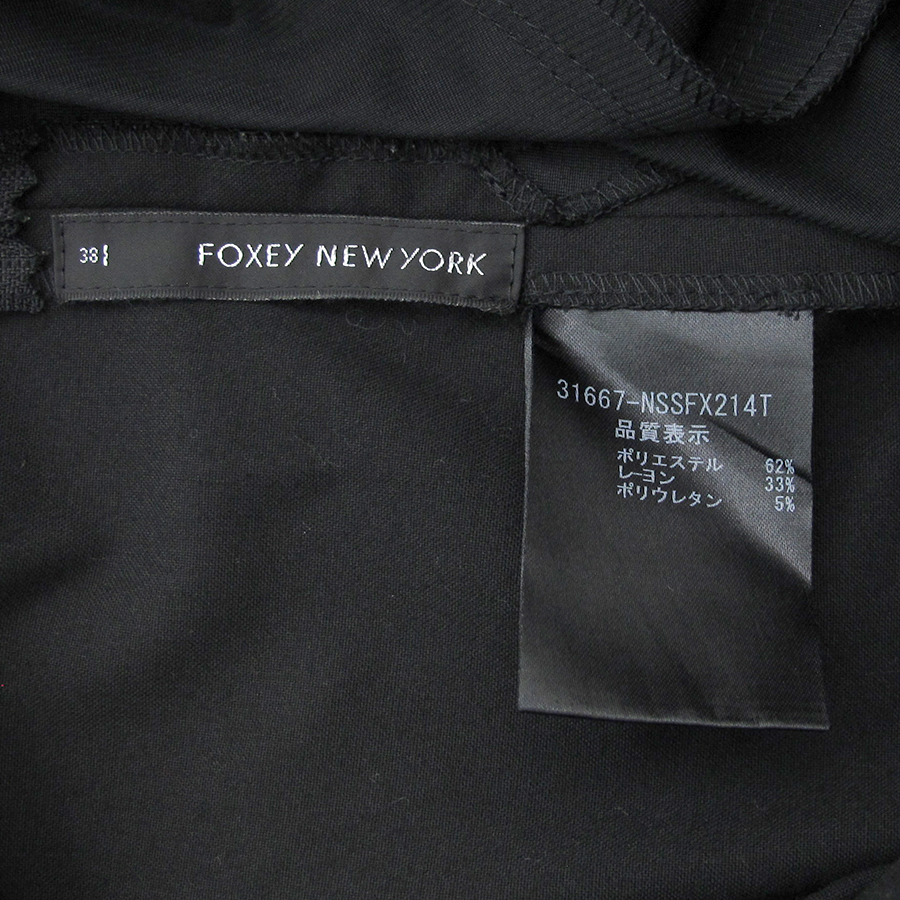 38
FOXEY NEW YORK
31667-NSSFX214T
品質表示
ポリエステル 62%
レーヨン 33%
ポリウレタン 5%